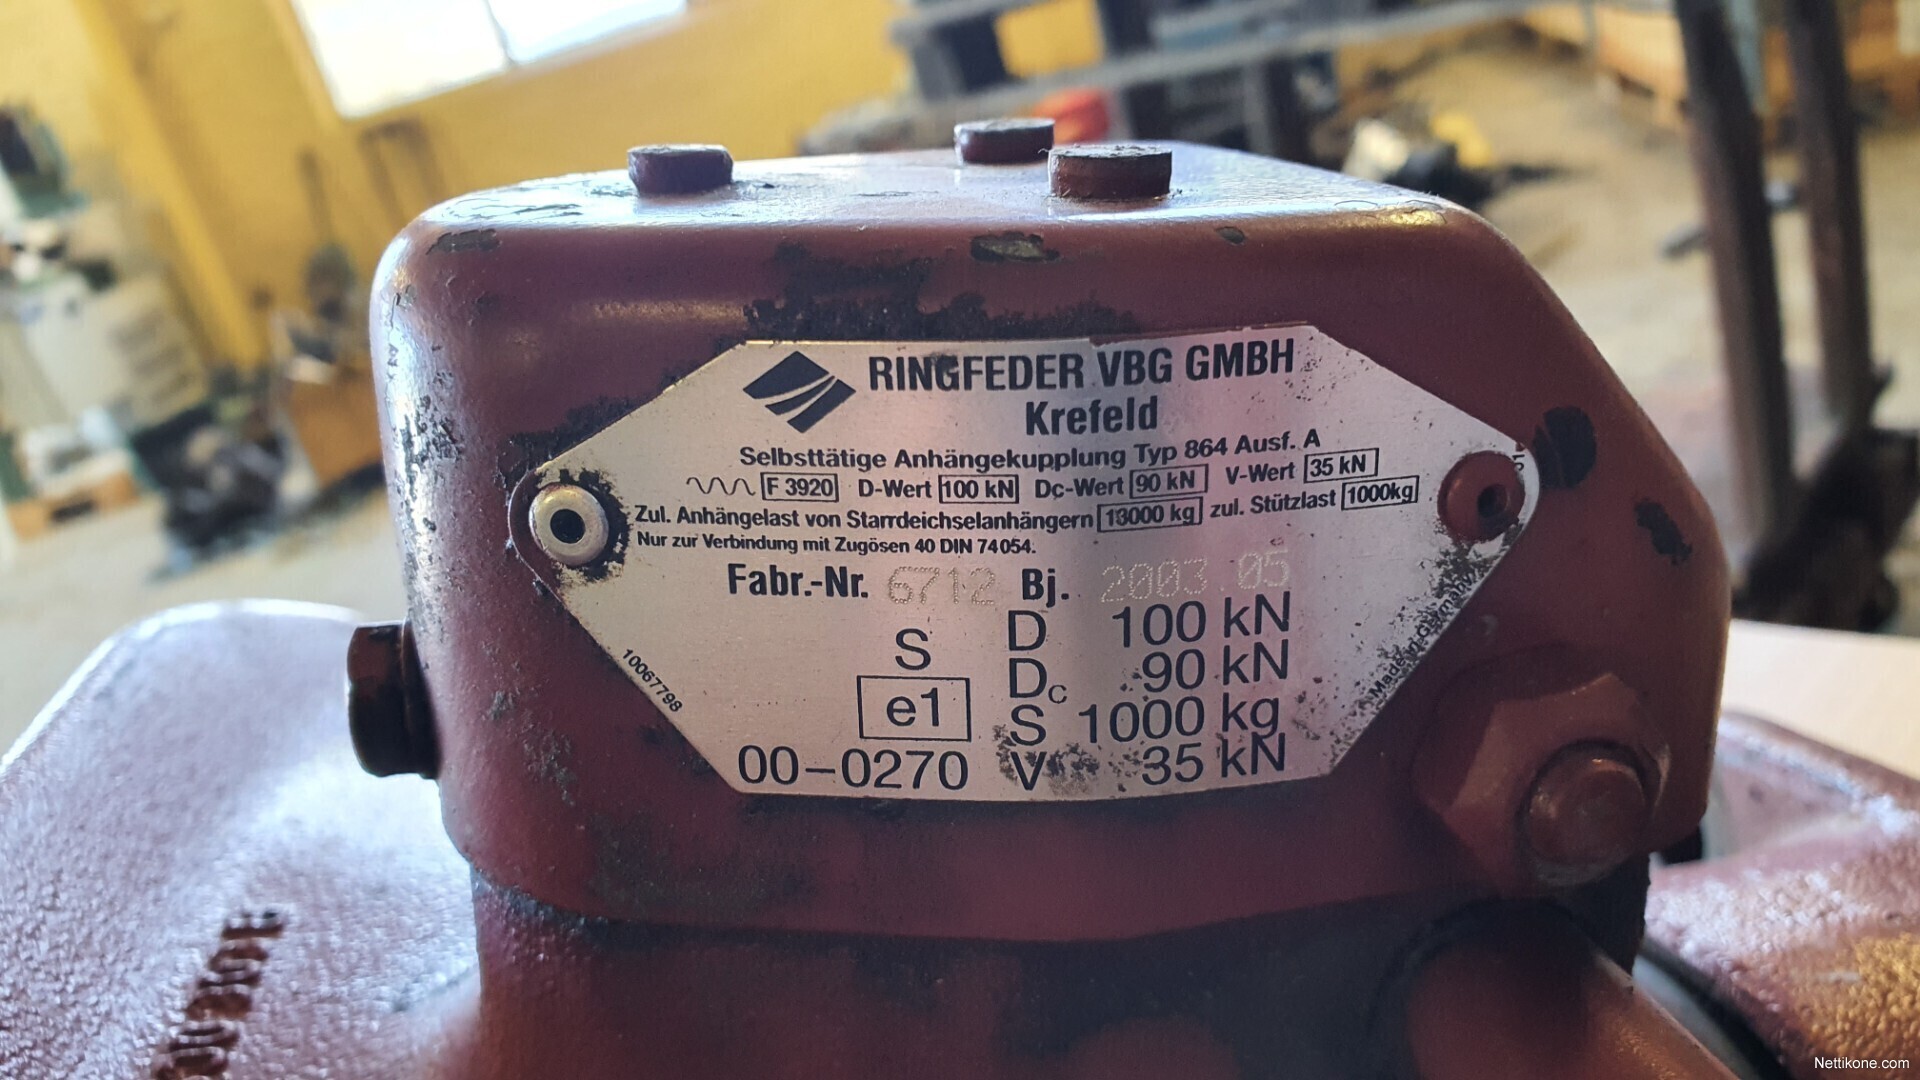 RINGFEDER VBG GMBH
Krefeld
Selbsttätige Anhängekupplung Typ 864 Ausf. A
F 3920 D-Wert 100 kN Dc-Wert 90 kN V-Wert 35 kN
Zul. Anhängelast von Starrdeichselanhängern 13000 kg zul. Stützlast 1000kg
Nur zur Verbindung mit Zugösen 40 DIN 74054.
Fabr.-Nr. 6712 Bj. 2003.05
S D 100 kN
e1 Dc 90 kN
S 1000 kg
00-0270 V 35 kN
10067798
Made in Germany
Nettikone.com